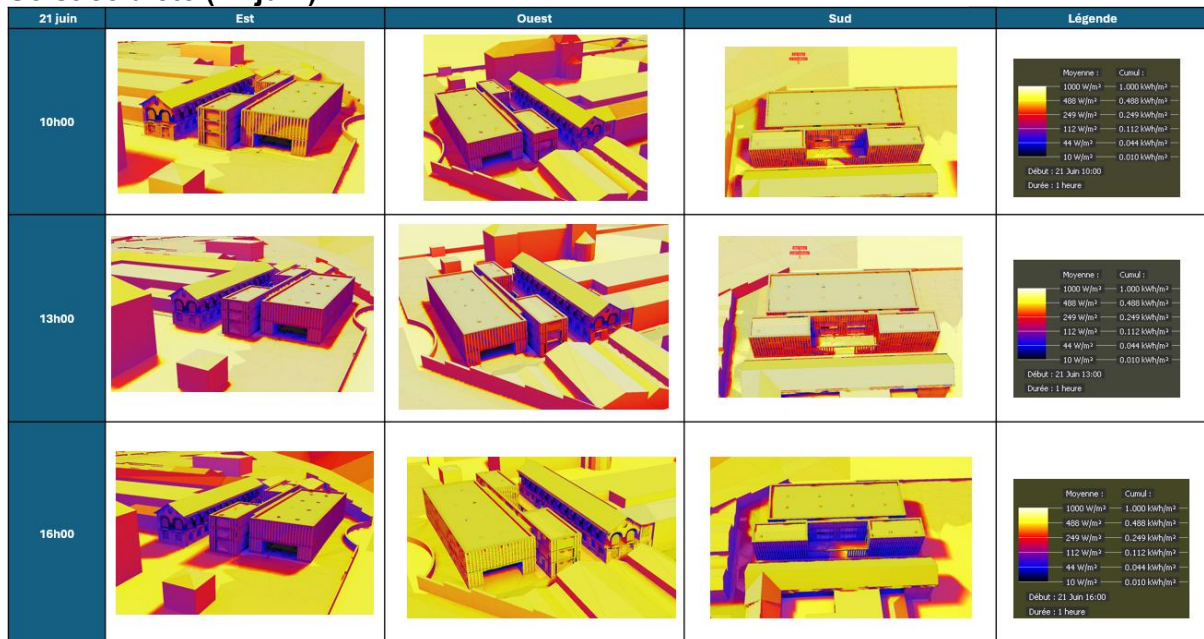 Solstice d'été (21 juin)
21 juin Est Ouest Sud Légende
10h00
Moyenne : Cumul :
1000 W/m² 1.000 kWh/m²
488 W/m² 0.488 kWh/m²
249 W/m² 0.249 kWh/m²
112 W/m² 0.112 kWh/m²
44 W/m² 0.044 kWh/m²
10 W/m² 0.010 kWh/m²
Début : 21 Juin 10:00
Durée : 1 heure
13h00
Moyenne : Cumul :
1000 W/m² 1.000 kWh/m²
488 W/m² 0.488 kWh/m²
249 W/m² 0.249 kWh/m²
112 W/m² 0.112 kWh/m²
44 W/m² 0.044 kWh/m²
10 W/m² 0.010 kWh/m²
Début : 21 Juin 13:00
Durée : 1 heure
16h00
Moyenne : Cumul :
1000 W/m² 1.000 kWh/m²
488 W/m² 0.488 kWh/m²
249 W/m² 0.249 kWh/m²
112 W/m² 0.112 kWh/m²
44 W/m² 0.044 kWh/m²
10 W/m² 0.010 kWh/m²
Début : 21 Juin 16:00
Durée : 1 heure